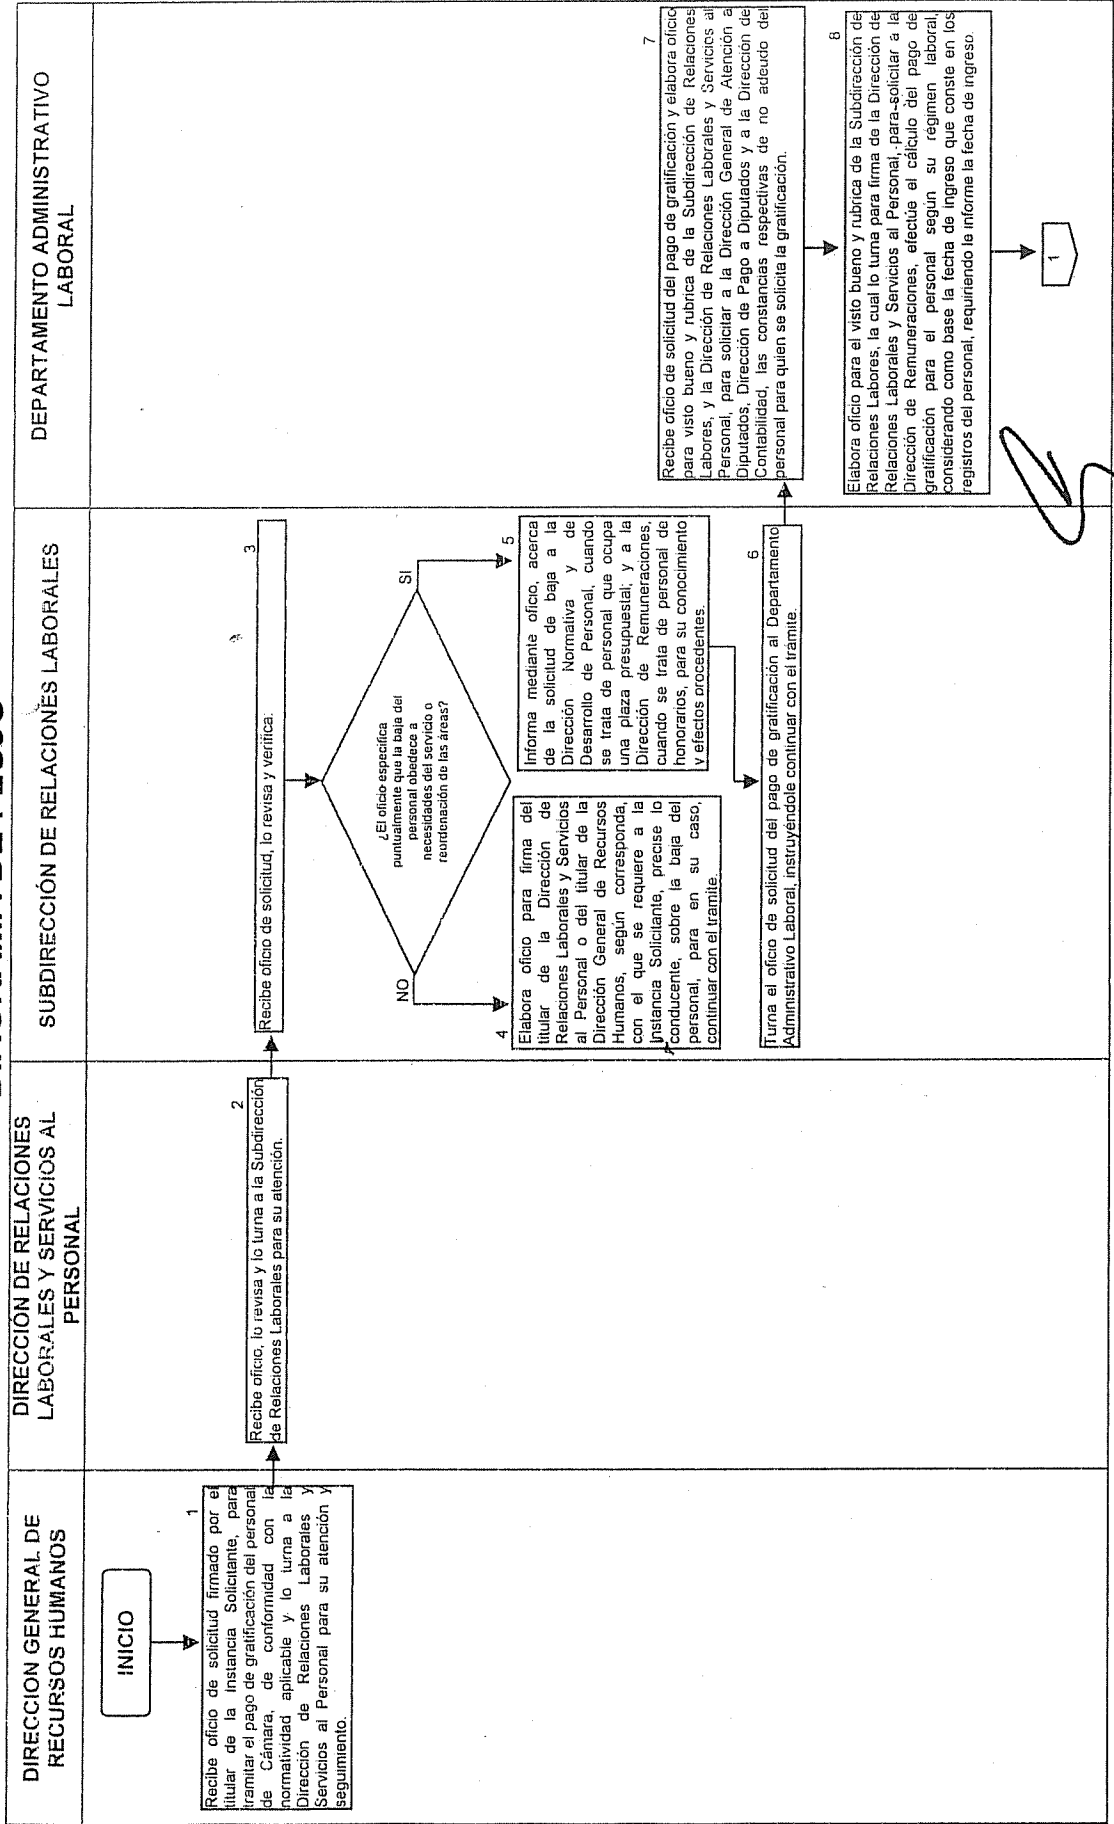 DIRECCION GENERAL DE
RECURSOS HUMANOS
DIRECCIÓN DE RELACIONES
LABORALES Y SERVICIOS AL
PERSONAL
SUBDIRECCIÓN DE RELACIONES LABORALES
DEPARTAMENTO ADMINISTRATIVO
LABORAL
INICIO
1
Recibe oficio de solicitud firmado por el
titular de la Instancia Solicitante, para
tramitar el pago de gratificación del personal
de Cámara, de conformidad con la
normatividad aplicable y lo turna a la
Dirección de Relaciones Laborales y
Servicios al Personal para su atención y
seguimiento.
2
Recibe oficio, lo revisa y lo turna a la Subdirección
de Relaciones Laborales para su atención.
3
Recibe oficio de solicitud, lo revisa y verifica:
¿El oficio especifica
puntualmente que la baja del
personal obedece a
necesidades del servicio o
reordenación de las áreas?
NO
SI
4
Elabora oficio para firma del
titular de la Dirección de
Relaciones Laborales y Servicios
al Personal o del titular de la
Dirección General de Recursos
Humanos, según corresponda,
con el que se requiere a la
Instancia Solicitante, precise lo
conducente, sobre la baja del
personal, para en su caso,
continuar con el trámite.
5
Informa mediante oficio, acerca
de la solicitud de baja a la
Dirección Normativa y de
Desarrollo de Personal, cuando
se trata de personal que ocupa
una plaza presupuestal; y a la
Dirección de Remuneraciones,
cuando se trata de personal de
honorarios, para su conocimiento
y efectos procedentes.
6
Turna el oficio de solicitud del pago de gratificación al Departamento
Administrativo Laboral, instruyéndole continuar con el trámite.
7
Recibe oficio de solicitud del pago de gratificación y elabora oficio
para visto bueno y rubrica de la Subdirección de Relaciones
Labores, y la Dirección de Relaciones Laborales y Servicios al
Personal, para solicitar a la Dirección General de Atención a
Diputados, Dirección de Pago a Diputados y a la Dirección de
Contabilidad, las constancias respectivas de no adeudo del
personal para quien se solicita la gratificación.
8
Elabora oficio para el visto bueno y rubrica de la Subdirección de
Relaciones Labores, la cual lo turna para firma de la Dirección de
Relaciones Laborales y Servicios al Personal, para solicitar a la
Dirección de Remuneraciones, efectúe el cálculo del pago de
gratificación para el personal según su régimen laboral,
considerando como base la fecha de ingreso que conste en los
registros del personal, requiriendo le informe la fecha de ingreso.
1